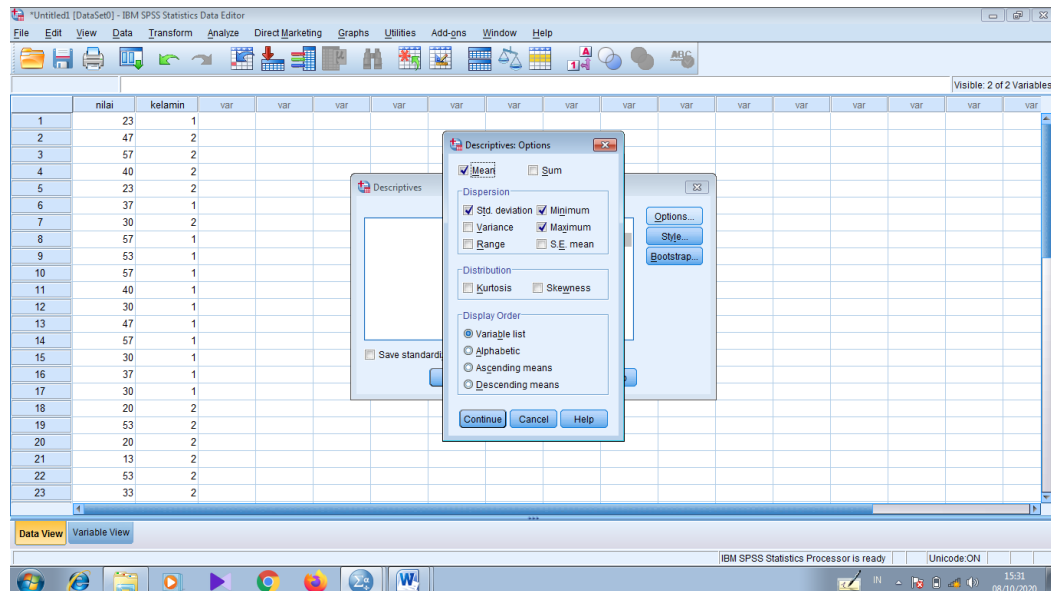 *Untitled1 [DataSet0] - IBM SPSS Statistics Data Editor
File Edit View Data Transform Analyze Direct Marketing Graphs Utilities Add-ons Window Help
Visible: 2 of 2 Variables
nilai kelamin var var var var var var var var var var var var var var
1 23 1
2 47 2
3 57 2
4 40 2
5 23 2
6 37 1
7 30 2
8 57 1
9 53 1
10 57 1
11 40 1
12 30 1
13 47 1
14 57 1
15 30 1
16 37 1
17 30 1
18 20 2
19 53 2
20 20 2
21 13 2
22 53 2
23 33 2
Descriptives
Options...
Style...
Bootstrap...
Save standardi
Descriptives: Options
Mean Sum
Dispersion
Std. deviation Minimum
Variance Maximum
Range S.E. mean
Distribution
Kurtosis Skewness
Display Order
Variable list
Alphabetic
Ascending means
Descending means
Continue Cancel Help
Data View Variable View
IBM SPSS Statistics Processor is ready Unicode:ON
IN 15:31
08/10/2020